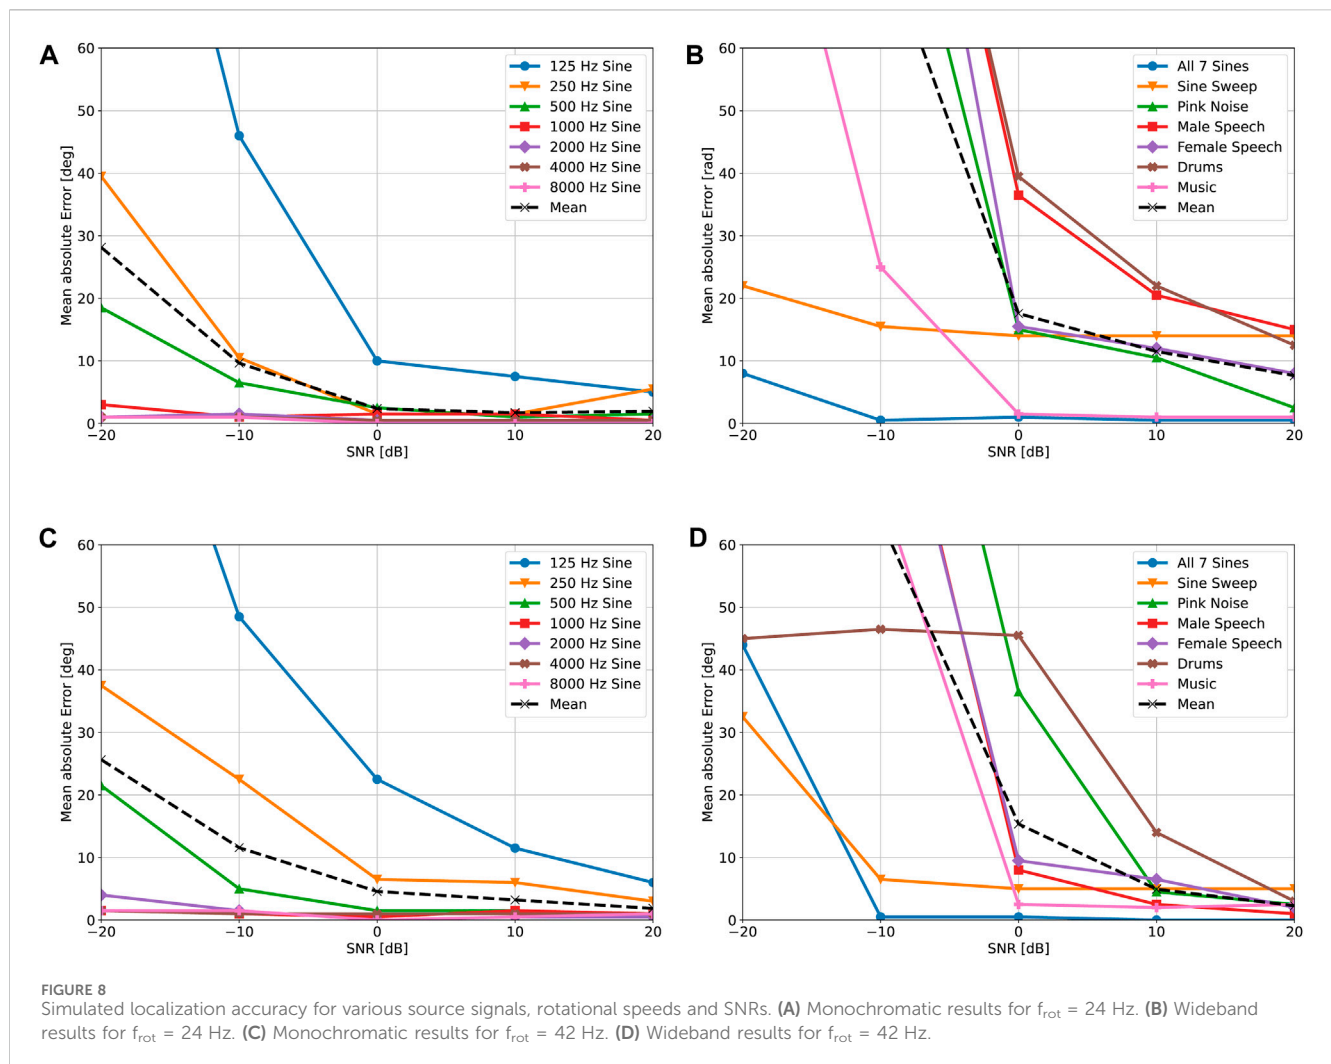 A
60
50
40
30
20
10
0
Mean absolute Error [deg]
−20
−10
0
10
20
SNR [dB]
125 Hz Sine
250 Hz Sine
500 Hz Sine
1000 Hz Sine
2000 Hz Sine
4000 Hz Sine
8000 Hz Sine
Mean
B
60
50
40
30
20
10
0
Mean absolute Error [rad]
−20
−10
0
10
20
SNR [dB]
All 7 Sines
Sine Sweep
Pink Noise
Male Speech
Female Speech
Drums
Music
Mean
C
60
50
40
30
20
10
0
Mean absolute Error [deg]
−20
−10
0
10
20
SNR [dB]
125 Hz Sine
250 Hz Sine
500 Hz Sine
1000 Hz Sine
2000 Hz Sine
4000 Hz Sine
8000 Hz Sine
Mean
D
60
50
40
30
20
10
0
Mean absolute Error [deg]
−20
−10
0
10
20
SNR [dB]
All 7 Sines
Sine Sweep
Pink Noise
Male Speech
Female Speech
Drums
Music
Mean
FIGURE 8
Simulated localization accuracy for various source signals, rotational speeds and SNRs. (A) Monochromatic results for frot = 24 Hz. (B) Wideband
results for frot = 24 Hz. (C) Monochromatic results for frot = 42 Hz. (D) Wideband results for frot = 42 Hz.